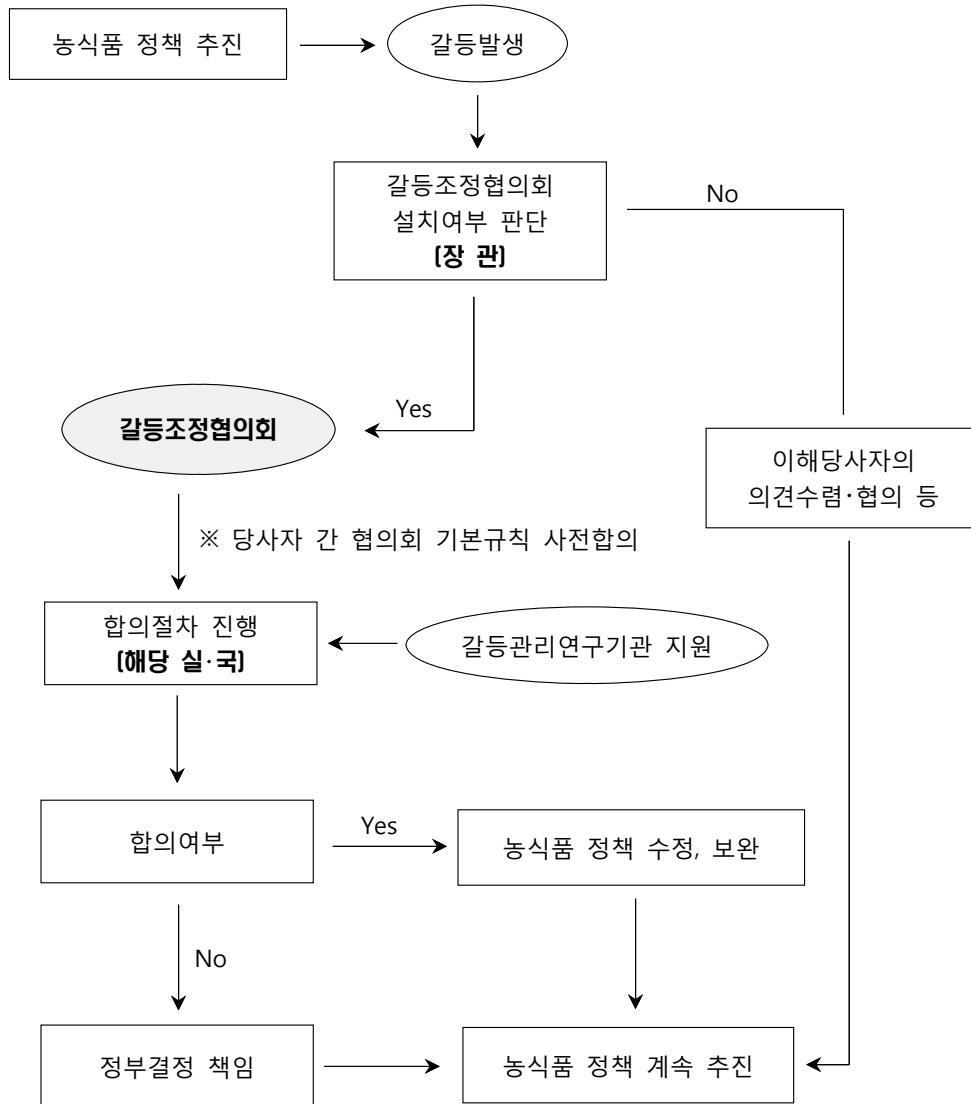 농식품 정책 추진
갈등발생
갈등조정협의회
설치여부 판단
(장 관)
No
Yes
갈등조정협의회
이해당사자의
의견수렴·협의 등
※ 당사자 간 협의회 기본규칙 사전합의
합의절차 진행
(해당 실·국)
갈등관리연구기관 지원
합의여부
Yes
농식품 정책 수정, 보완
No
정부결정 책임
농식품 정책 계속 추진